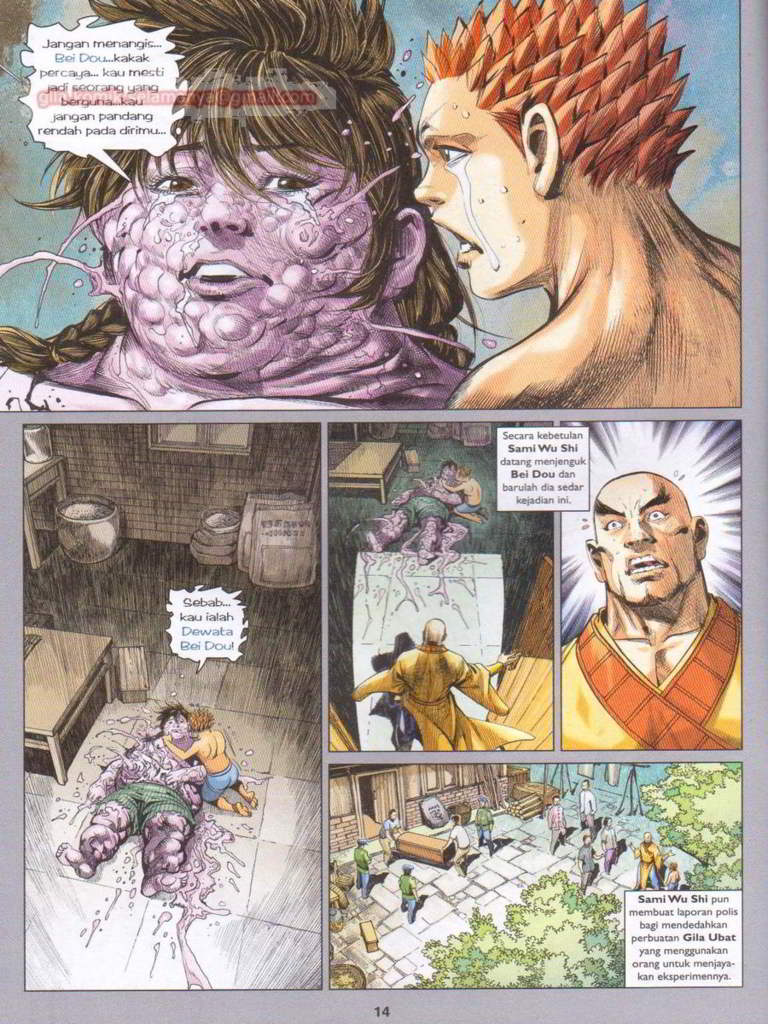 Jangan menangis...
Bei Dou...kakak
percaya... kau mesti
jadi seorang yang
berguna...kau
jangan pandang
rendah pada dirimu...
Sebab...
kau ialah
Dewata
Bei Dou!
Secara kebetulan
Sami Wu Shi
datang menjenguk
Bei Dou dan
barulah dia sedar
kejadian ini.
Sami Wu Shi pun
membuat laporan polis
bagi mendedahkan
perbuatan Gila Ubat
yang menggunakan
orang untuk menjaya-
kan eksperimennya.
14